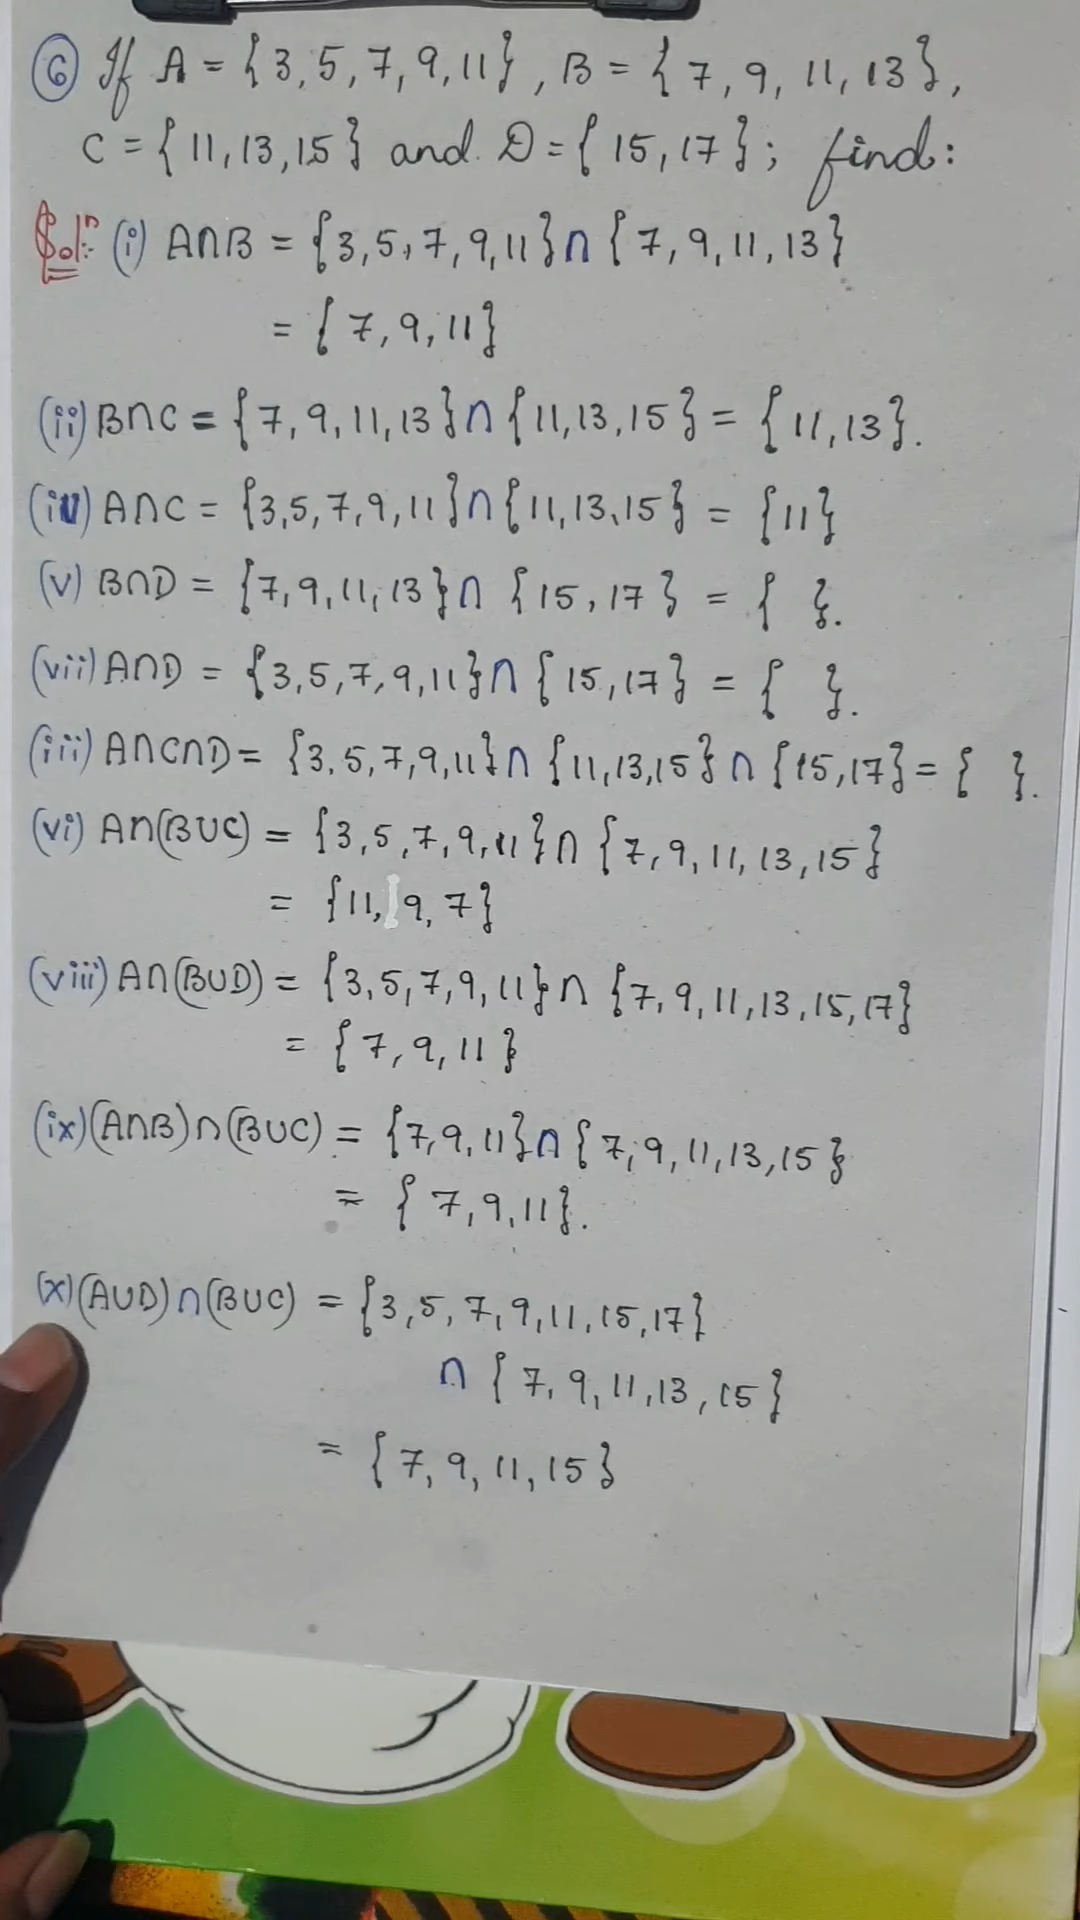 6 If A = {3, 5, 7, 9, 11}, B = {7, 9, 11, 13},
C = {11, 13, 15} and D = {15, 17}; find:
Solⁿ:- (i) A∩B = {3, 5, 7, 9, 11} ∩ {7, 9, 11, 13}
= {7, 9, 11}
(ii) B∩C = {7, 9, 11, 13} ∩ {11, 13, 15} = {11, 13}.
(iv) A∩C = {3, 5, 7, 9, 11} ∩ {11, 13, 15} = {11}
(v) B∩D = {7, 9, 11, 13} ∩ {15, 17} = { }.
(vii) A∩D = {3, 5, 7, 9, 11} ∩ {15, 17} = { }.
(iii) A∩C∩D = {3, 5, 7, 9, 11} ∩ {11, 13, 15} ∩ {15, 17} = { }.
(vi) A∩(B∪C) = {3, 5, 7, 9, 11} ∩ {7, 9, 11, 13, 15}
= {11, 9, 7}
(viii) A∩(B∪D) = {3, 5, 7, 9, 11} ∩ {7, 9, 11, 13, 15, 17}
= {7, 9, 11}
(ix) (A∩B)∩(B∪C) = {7, 9, 11} ∩ {7, 9, 11, 13, 15}
= {7, 9, 11}.
(x) (A∪D)∩(B∪C) = {3, 5, 7, 9, 11, 15, 17}
∩ {7, 9, 11, 13, 15}
= {7, 9, 11, 15}